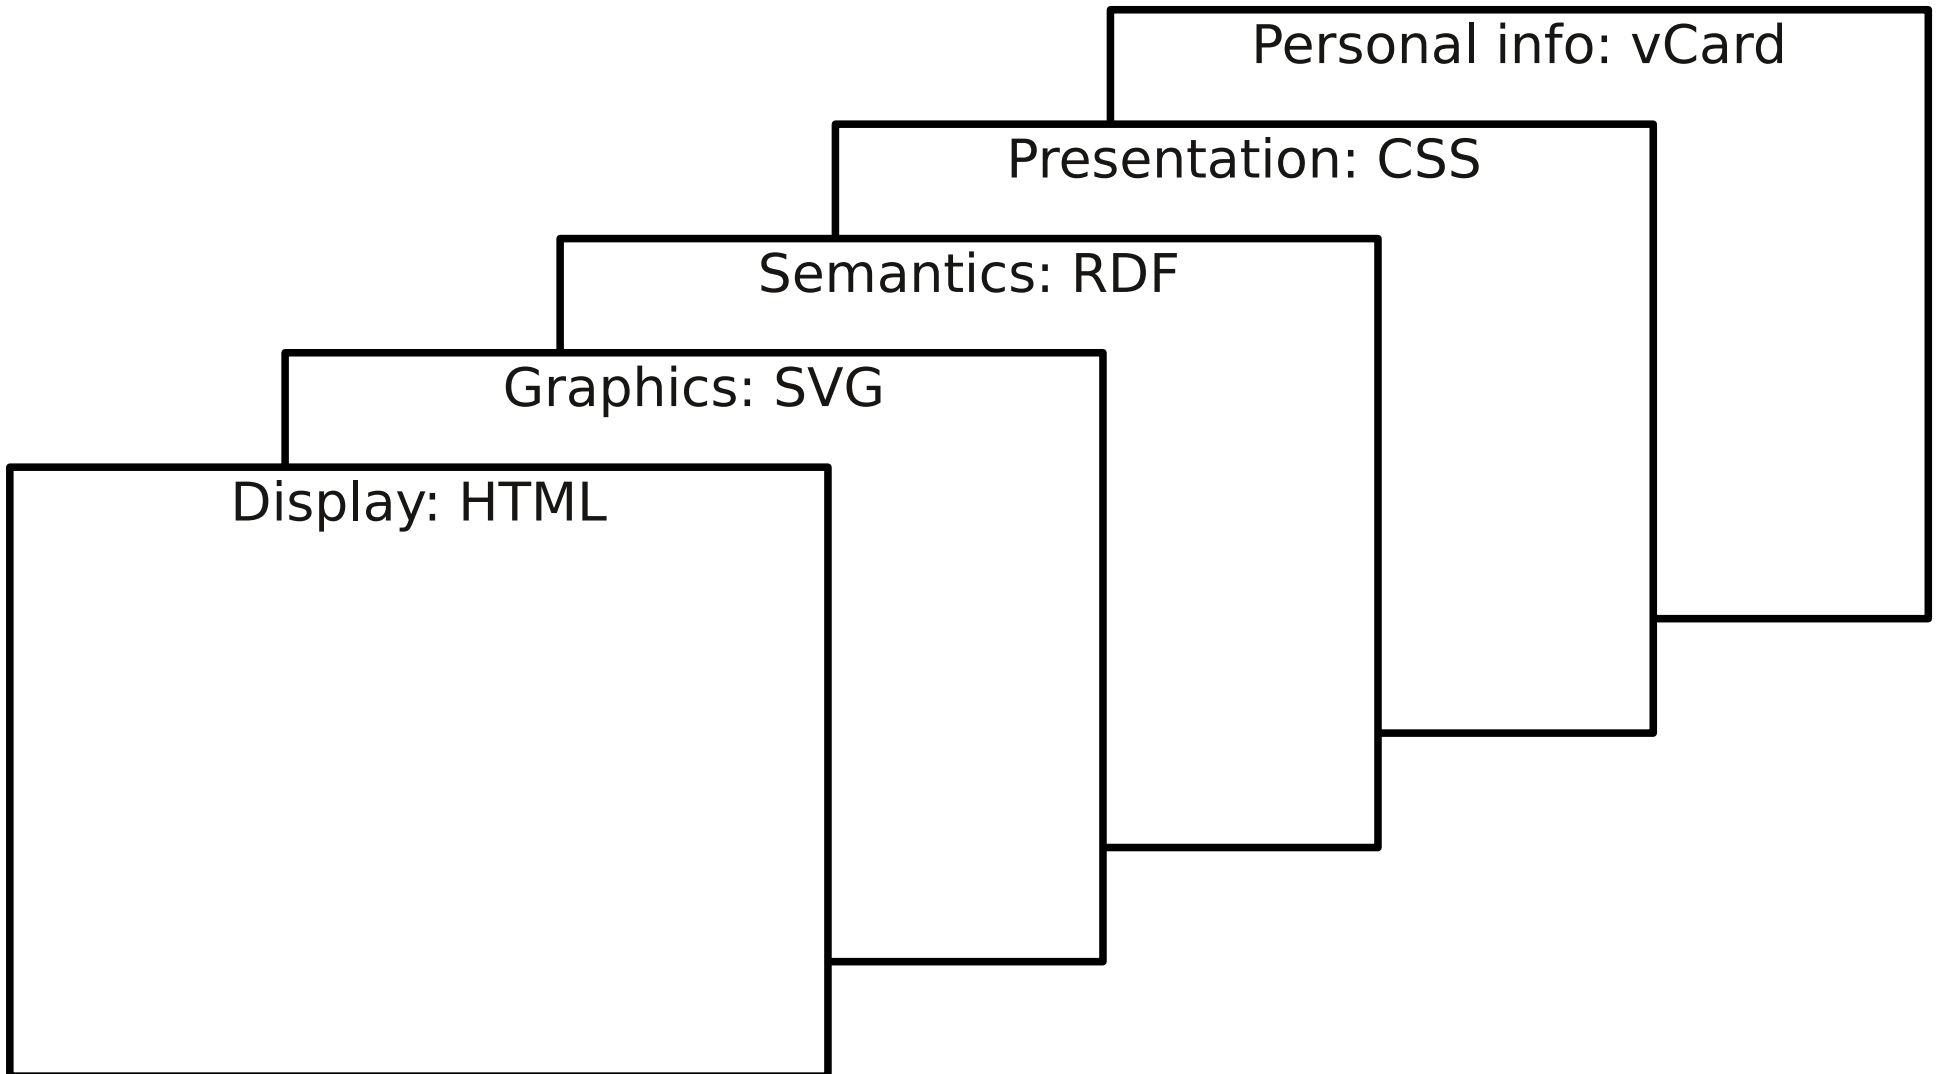 Personal info: vCard
Presentation: CSS
Semantics: RDF
Graphics: SVG
Display: HTML